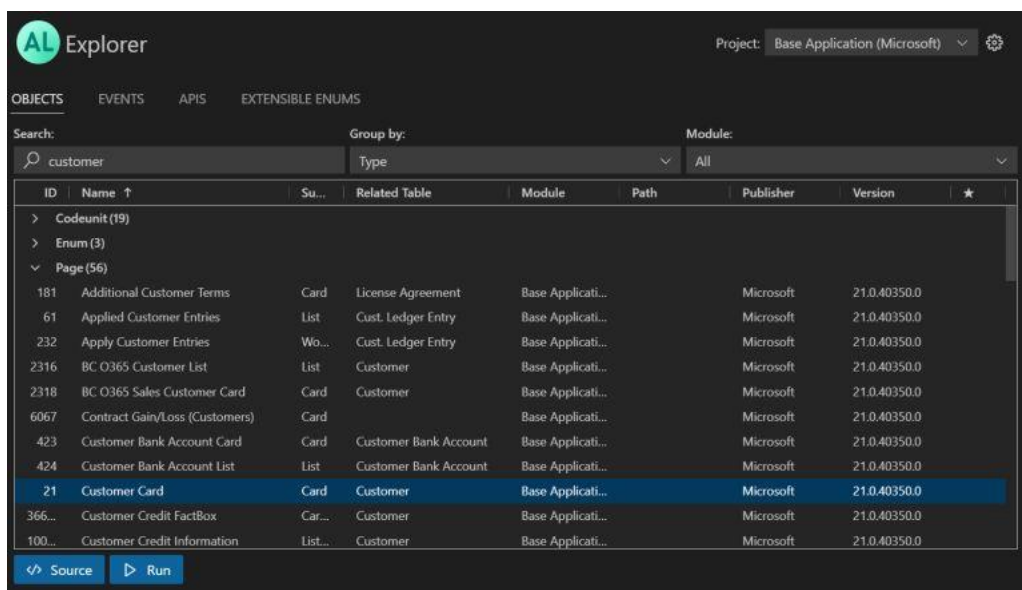 AL Explorer
Project: Base Application (Microsoft)
OBJECTS EVENTS APIS EXTENSIBLE ENUMS
Search: Group by: Module:
customer Type All
ID Name ↑ Su... Related Table Module Path Publisher Version ★
Codeunit (19)
Enum (3)
Page (56)
181 Additional Customer Terms Card License Agreement Base Applicati... Microsoft 21.0.40350.0
61 Applied Customer Entries List Cust. Ledger Entry Base Applicati... Microsoft 21.0.40350.0
232 Apply Customer Entries Wo... Cust. Ledger Entry Base Applicati... Microsoft 21.0.40350.0
2316 BC O365 Customer List List Customer Base Applicati... Microsoft 21.0.40350.0
2318 BC O365 Sales Customer Card Card Customer Base Applicati... Microsoft 21.0.40350.0
6067 Contract Gain/Loss (Customers) Card Base Applicati... Microsoft 21.0.40350.0
423 Customer Bank Account Card Card Customer Bank Account Base Applicati... Microsoft 21.0.40350.0
424 Customer Bank Account List List Customer Bank Account Base Applicati... Microsoft 21.0.40350.0
21 Customer Card Card Customer Base Applicati... Microsoft 21.0.40350.0
366... Customer Credit FactBox Car... Customer Base Applicati... Microsoft 21.0.40350.0
100... Customer Credit Information List... Customer Base Applicati... Microsoft 21.0.40350.0
</> Source Run